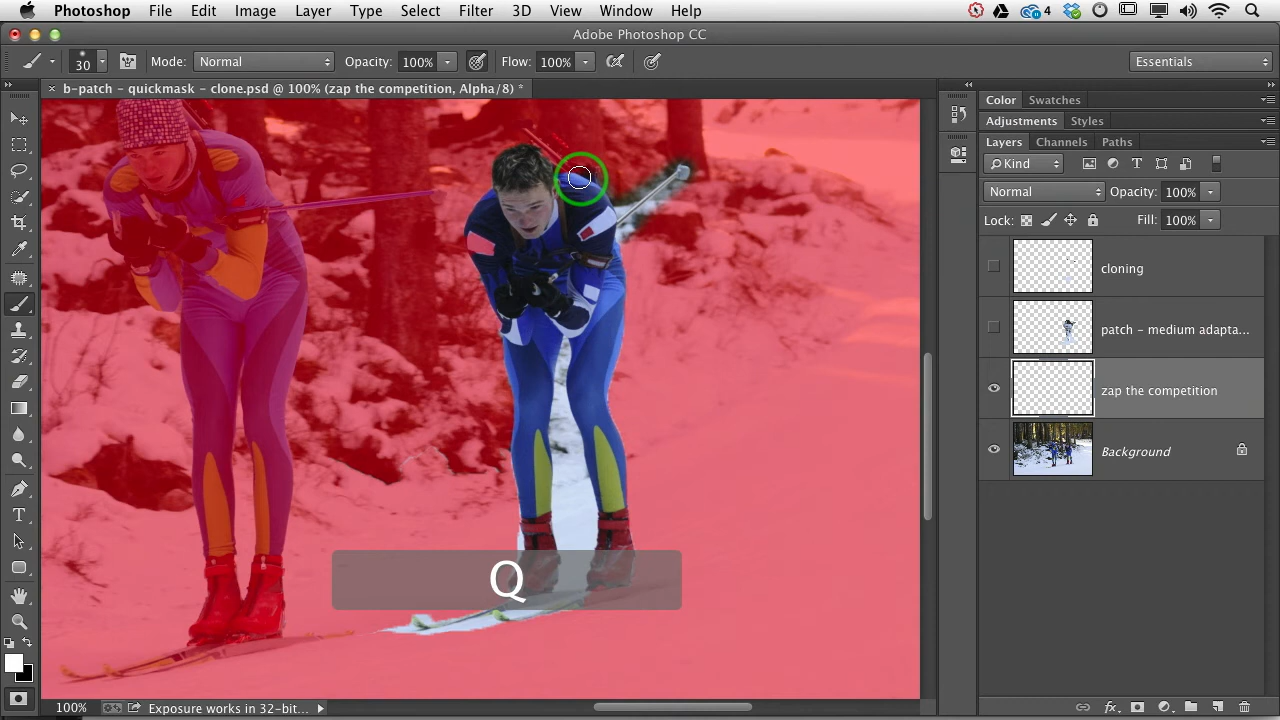 Photoshop File Edit Image Layer Type Select Filter 3D View Window Help 4
Adobe Photoshop CC
30 Mode: Normal Opacity: 100% Flow: 100% Essentials
× b-patch - quickmask - clone.psd @ 100% (zap the competition, Alpha/8) *
Color Swatches
Adjustments Styles
Layers Channels Paths
Kind
Normal Opacity: 100%
Lock: Fill: 100%
cloning
patch - medium adapta...
zap the competition
Background
Q
100% Exposure works in 32-bit...